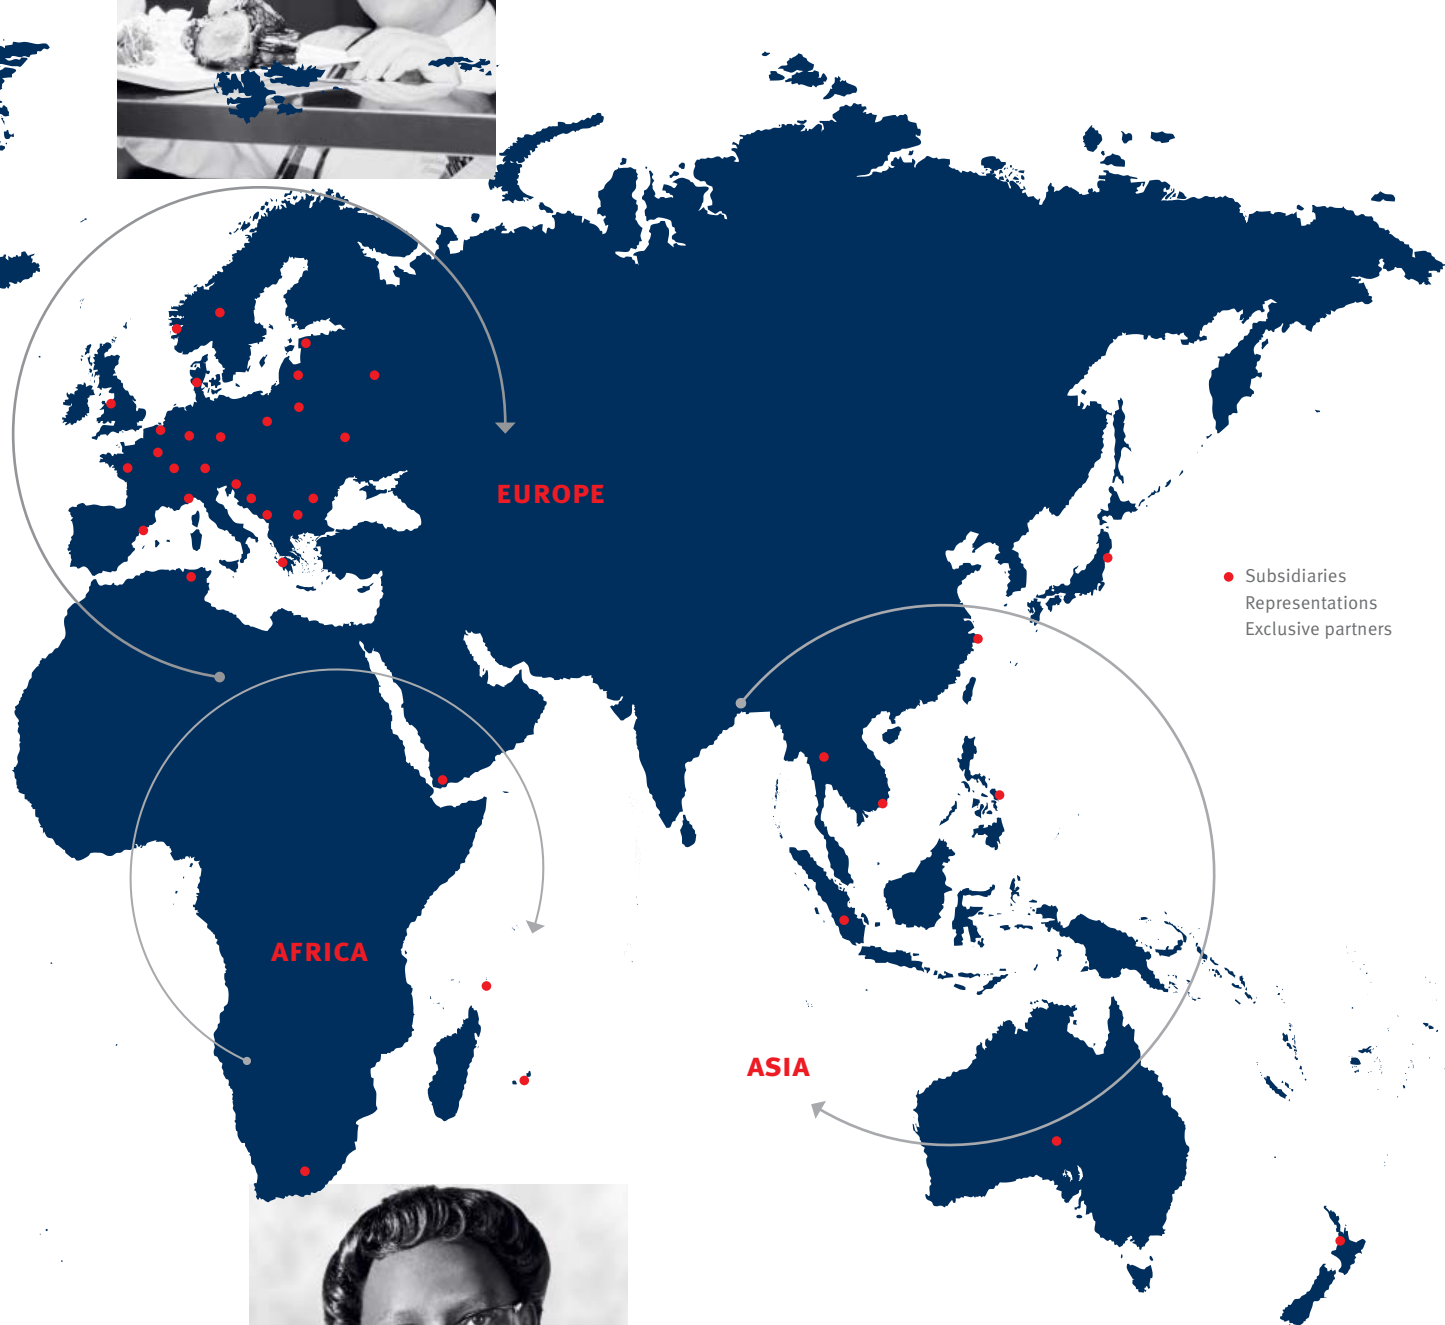 EUROPE
Subsidiaries
Representations
Exclusive partners
AFRICA
ASIA